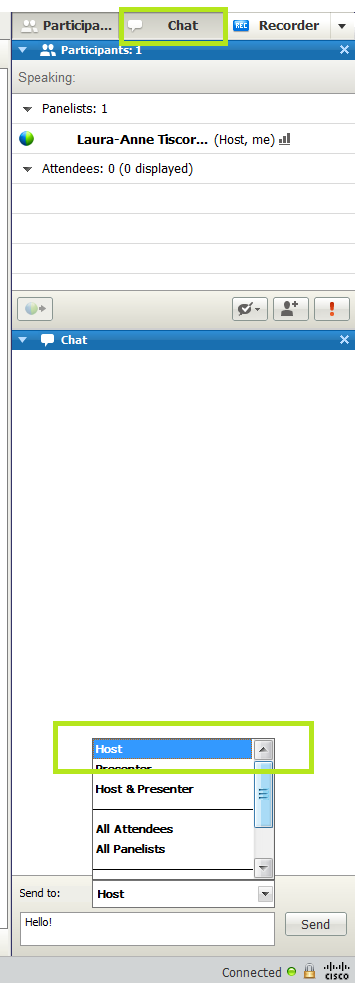 Participa... Chat REC Recorder
Participants: 1
Speaking:
Panelists: 1
Laura-Anne Tiscor... (Host, me)
Attendees: 0 (0 displayed)
Chat
Host
Presenter
Host & Presenter
All Attendees
All Panelists
Send to: Host
Hello!
Send
Connected
CISCO